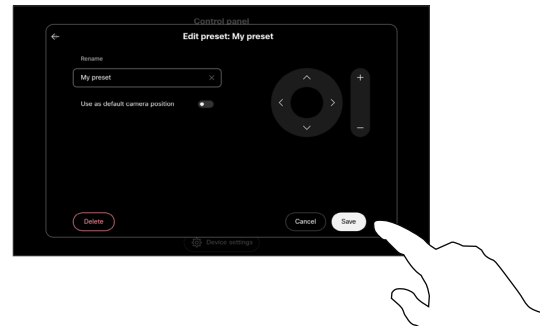 Control panel
Edit preset: My preset
Rename
My preset
Use as default camera position
Delete
Cancel
Save
Device settings